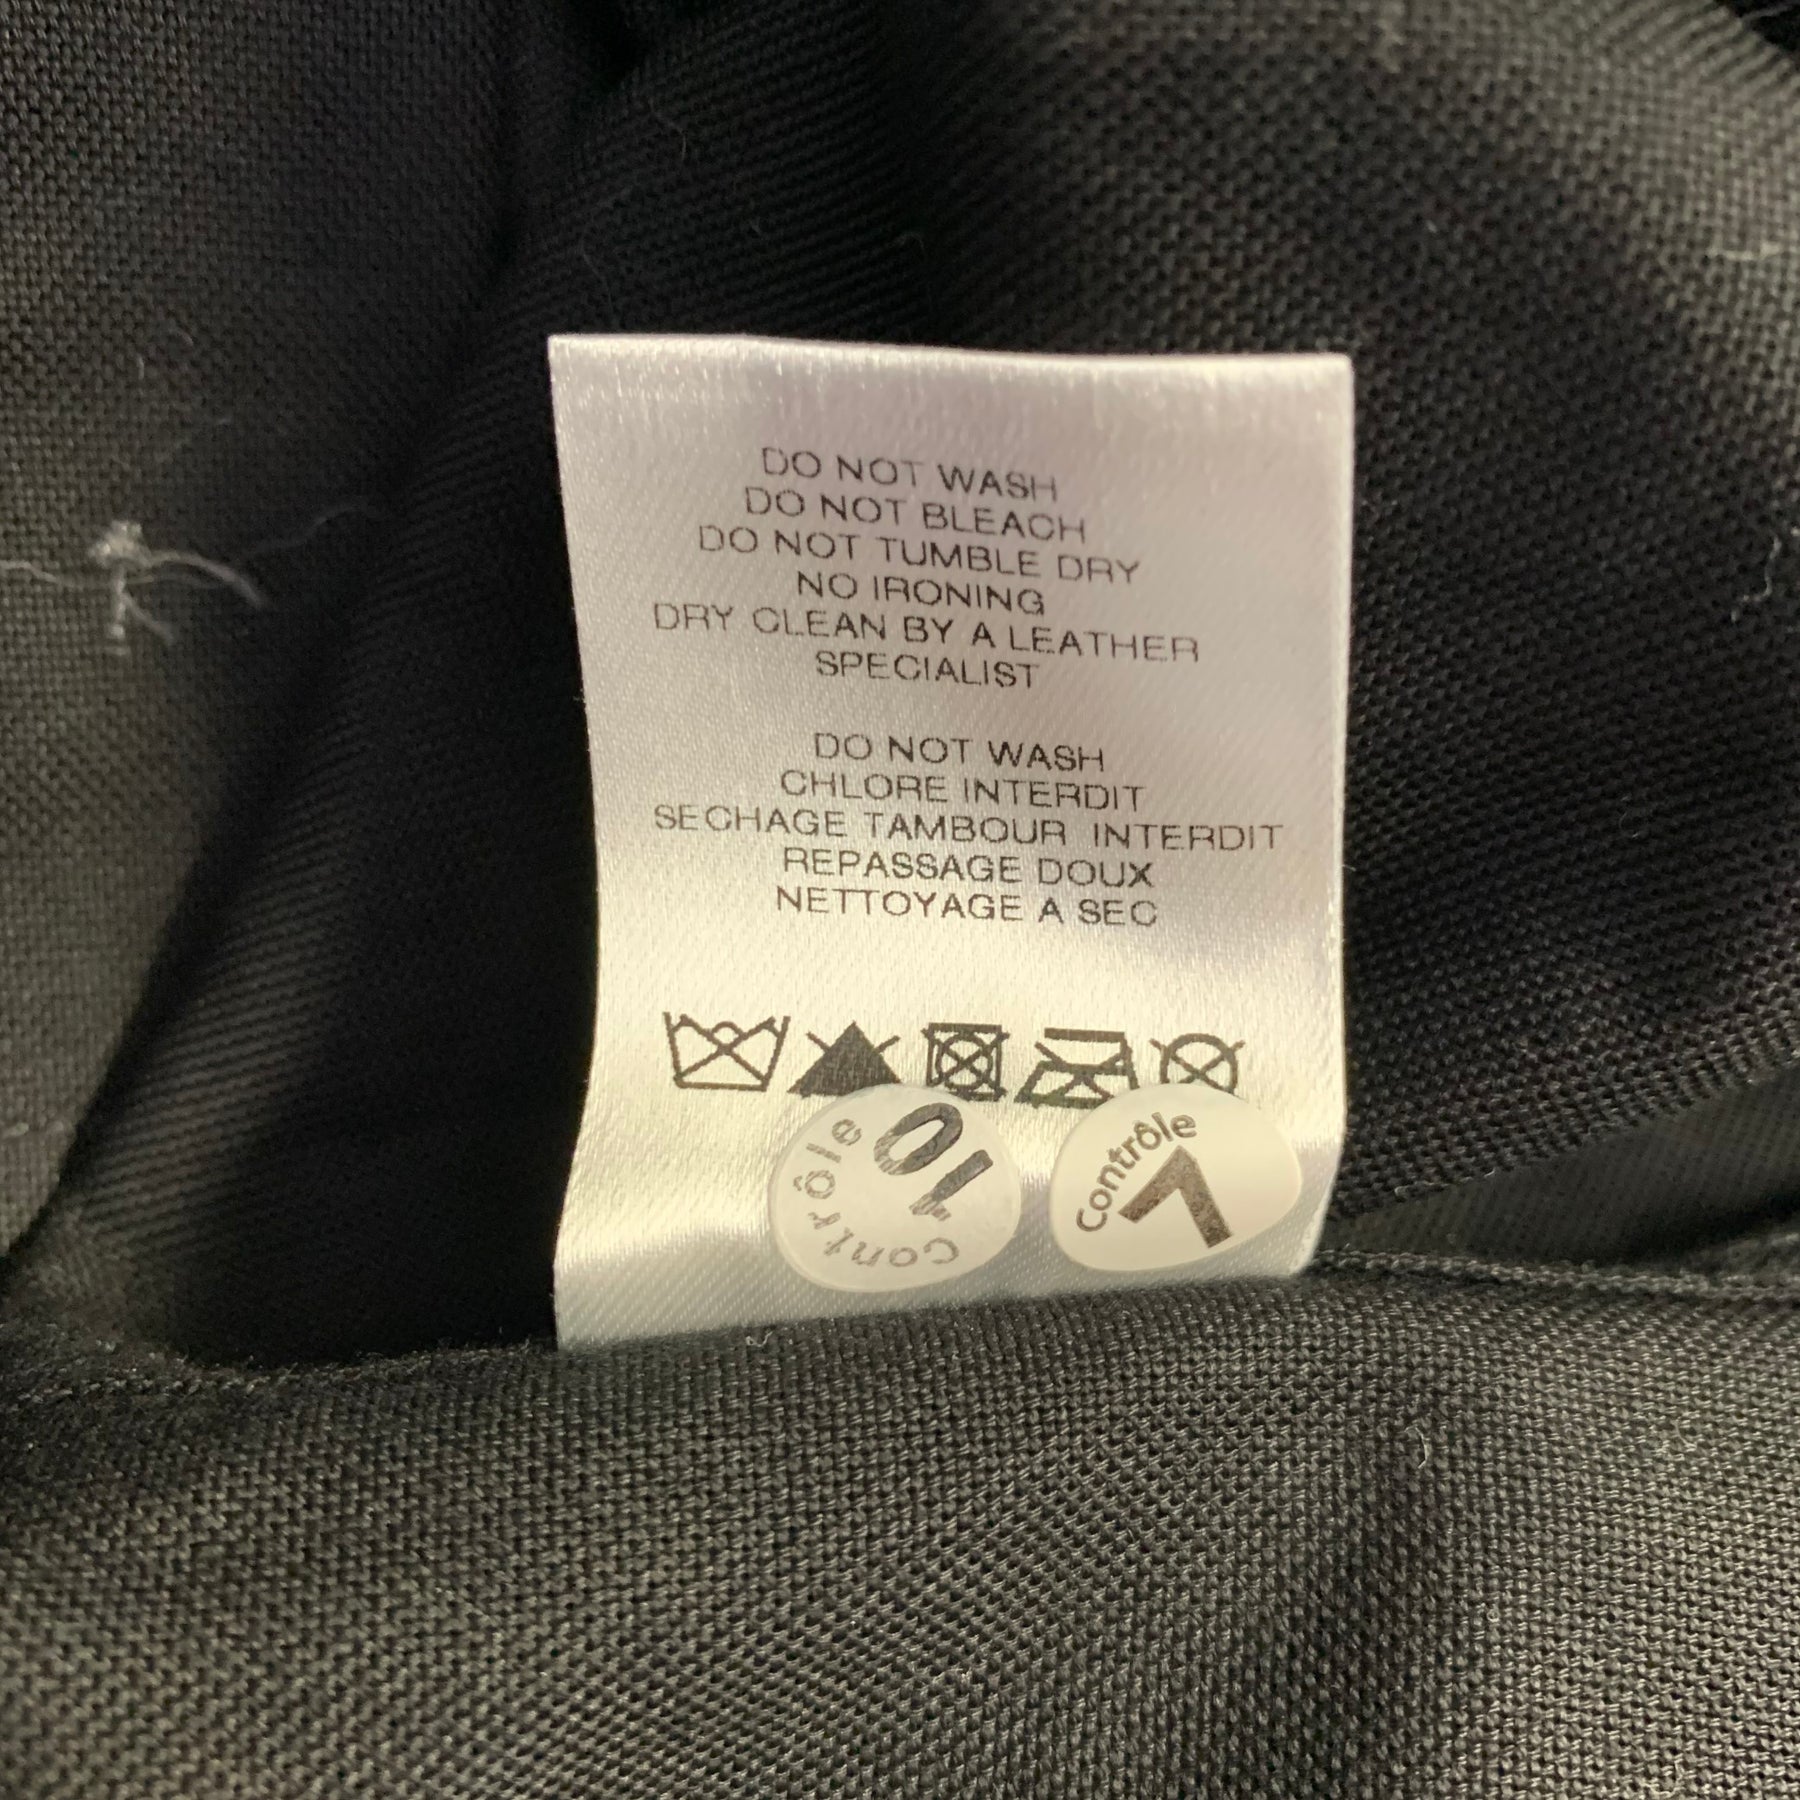 DO NOT WASH
DO NOT BLEACH
DO NOT TUMBLE DRY
NO IRONING
DRY CLEAN BY A LEATHER
SPECIALIST
DO NOT WASH
CHLORE INTERDIT
SECHAGE TAMBOUR INTERDIT
REPASSAGE DOUX
NETTOYAGE A SEC
Contrôle
10
Contrôle
Contrôle
7